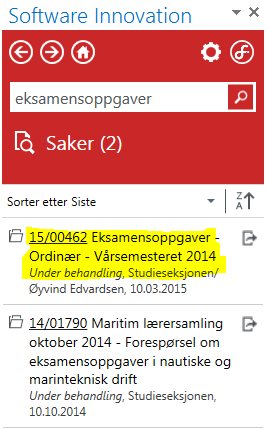 Software Innovation
eksamensoppgaver
Saker (2)
Sorter etter Siste
15/00462 Eksamensoppgaver -
Ordinær - Vårsemesteret 2014
Under behandling, Studieseksjonen/
Øyvind Edvardsen, 10.03.2015
14/01790 Maritim lærersamling
oktober 2014 - Forespørsel om
eksamensoppgaver i nautiske og
marinteknisk drift
Under behandling, Studieseksjonen,
10.10.2014